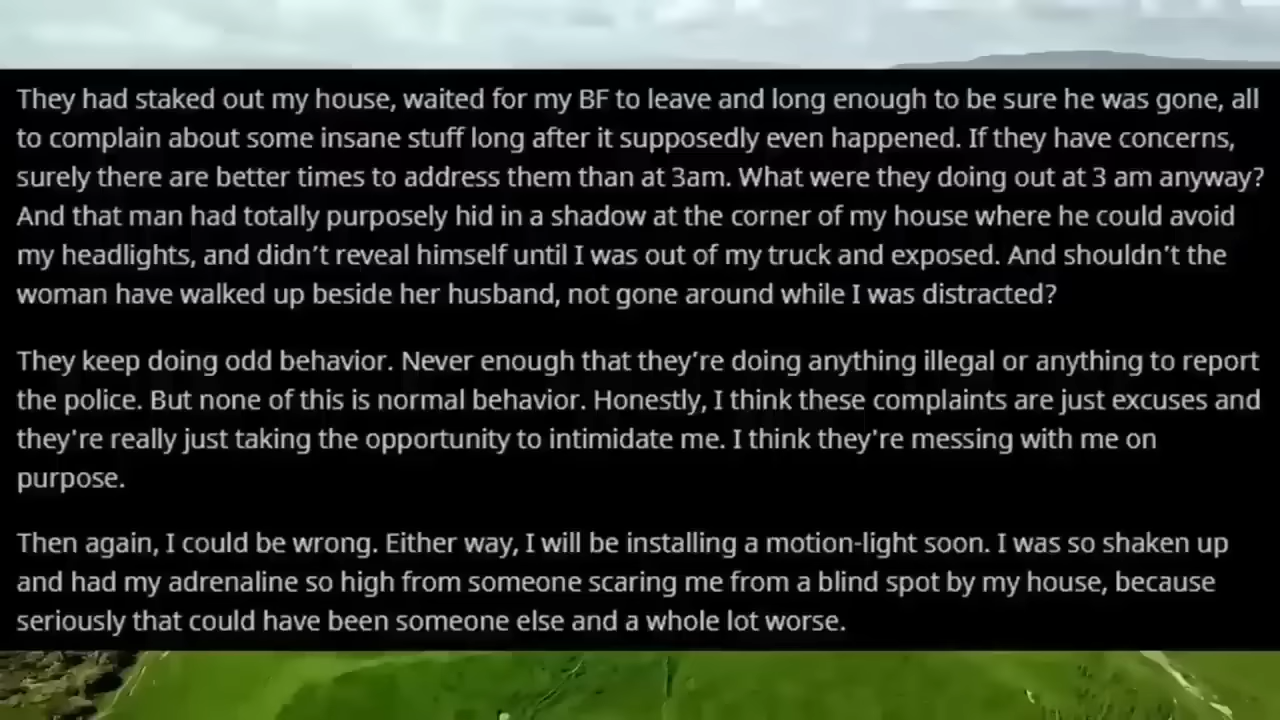 They had staked out my house, waited for my BF to leave and long enough to be sure he was gone, all
to complain about some insane stuff long after it supposedly even happened. If they have concerns,
surely there are better times to address them than at 3am. What were they doing out at 3 am anyway?
And that man had totally purposely hid in a shadow at the corner of my house where he could avoid
my headlights, and didn’t reveal himself until I was out of my truck and exposed. And shouldn’t the
woman have walked up beside her husband, not gone around while I was distracted?
They keep doing odd behavior. Never enough that they’re doing anything illegal or anything to report
the police. But none of this is normal behavior. Honestly, I think these complaints are just excuses and
they're really just taking the opportunity to intimidate me. I think they're messing with me on
purpose.
Then again, I could be wrong. Either way, I will be installing a motion-light soon. I was so shaken up
and had my adrenaline so high from someone scaring me from a blind spot by my house, because
seriously that could have been someone else and a whole lot worse.